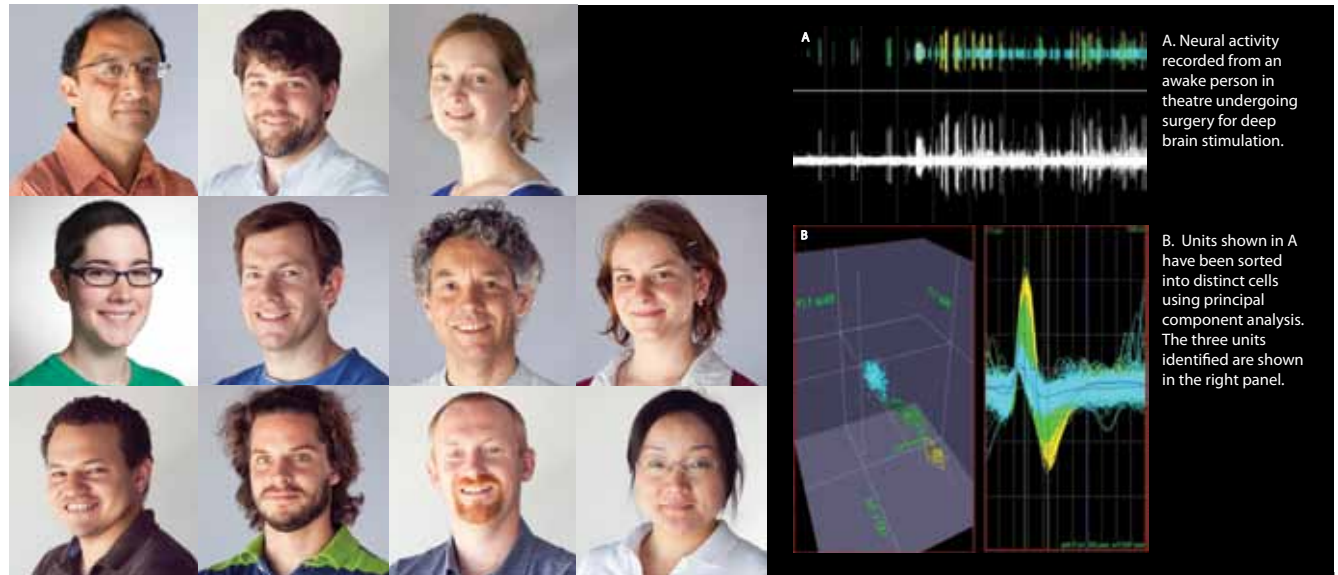 A
A. Neural activity
recorded from an
awake person in
theatre undergoing
surgery for deep
brain stimulation.
B
B. Units shown in A
have been sorted
into distinct cells
using principal
component analysis.
The three units
identified are shown
in the right panel.